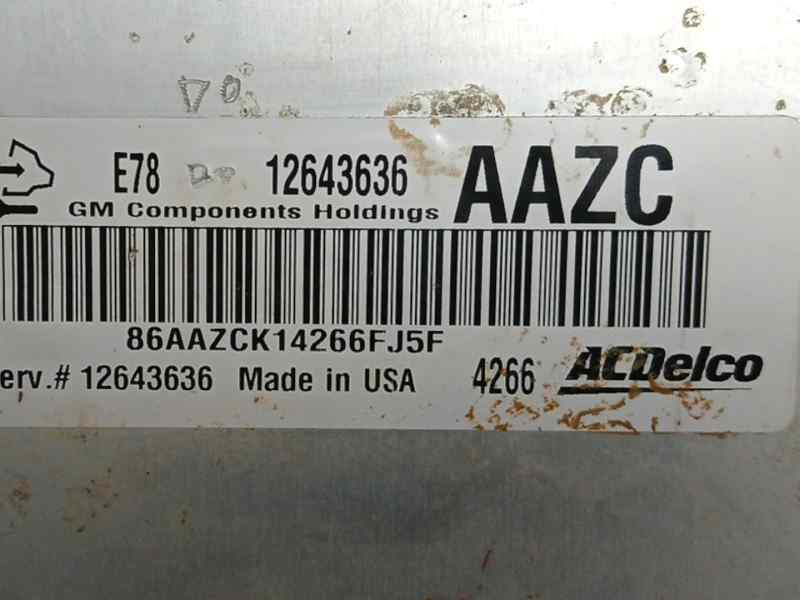 E78 12643636 AAZC
GM Components Holdings
86AAZCK14266FJ5F
erv.# 12643636 Made in USA 4266 ACDelco